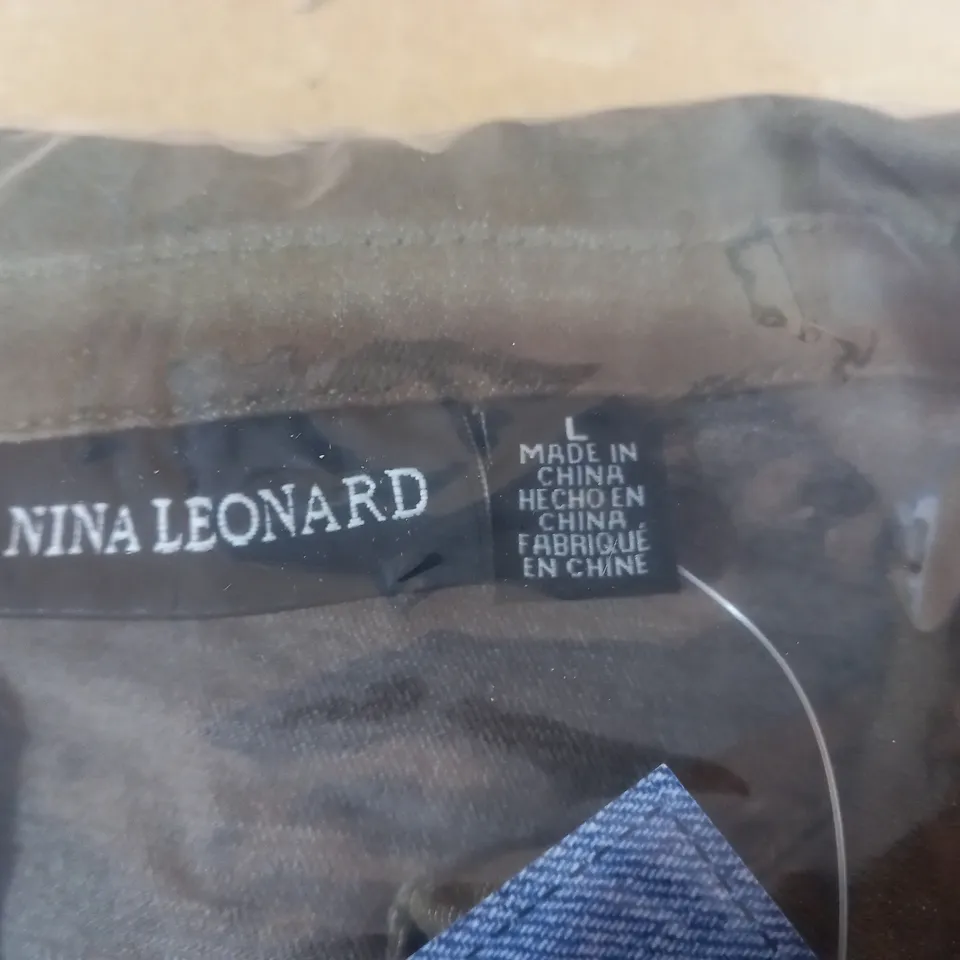 NINA LEONARD
L
MADE IN
CHINA
HECHO EN
CHINA
FABRIQUÉ
EN CHINE